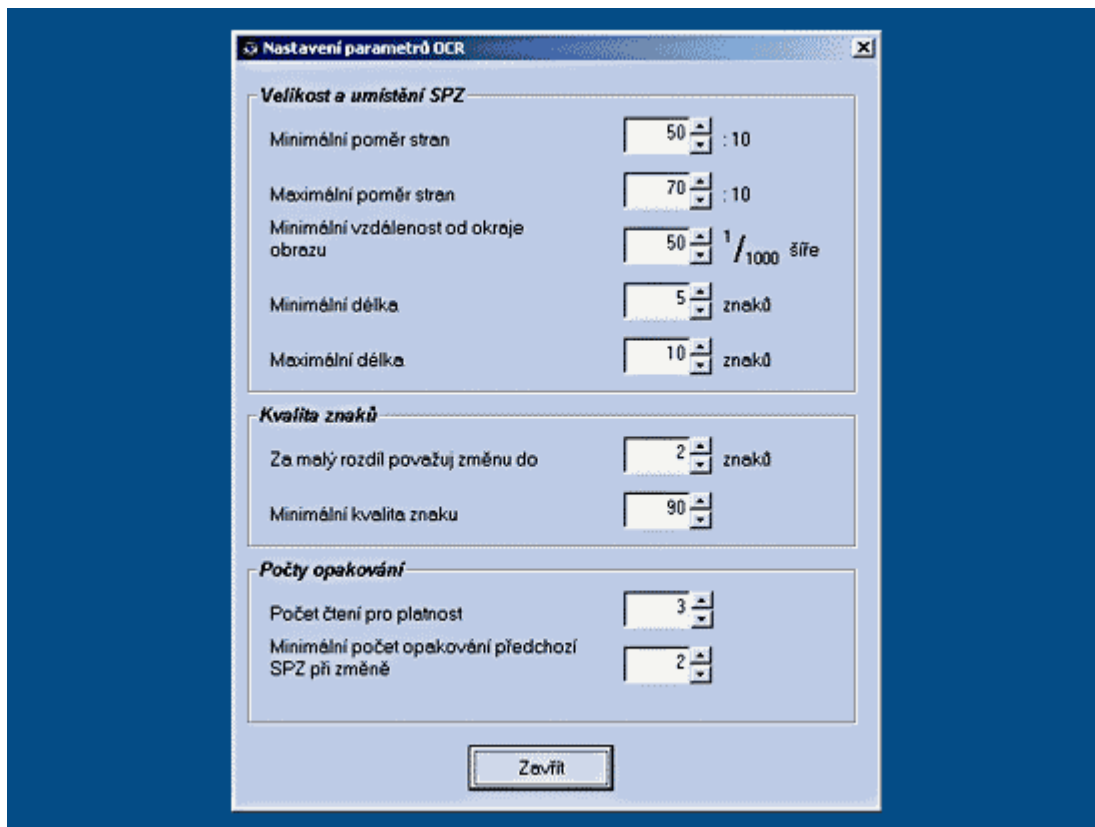 Nastavení parametrů OCR
Velikost a umístění SPZ
Minimální poměr stran 50 : 10
Maximální poměr stran 70 : 10
Minimální vzdálenost od okraje
obrazu 50 1/1000 šíře
Minimální délka 5 znaků
Maximální délka 10 znaků
Kvalita znaků
Za malý rozdíl považuj změnu do 2 znaků
Minimální kvalita znaku 90
Počty opakování
Počet čtení pro platnost 3
Minimální počet opakování předchozí
SPZ při změně 2
Zavřít